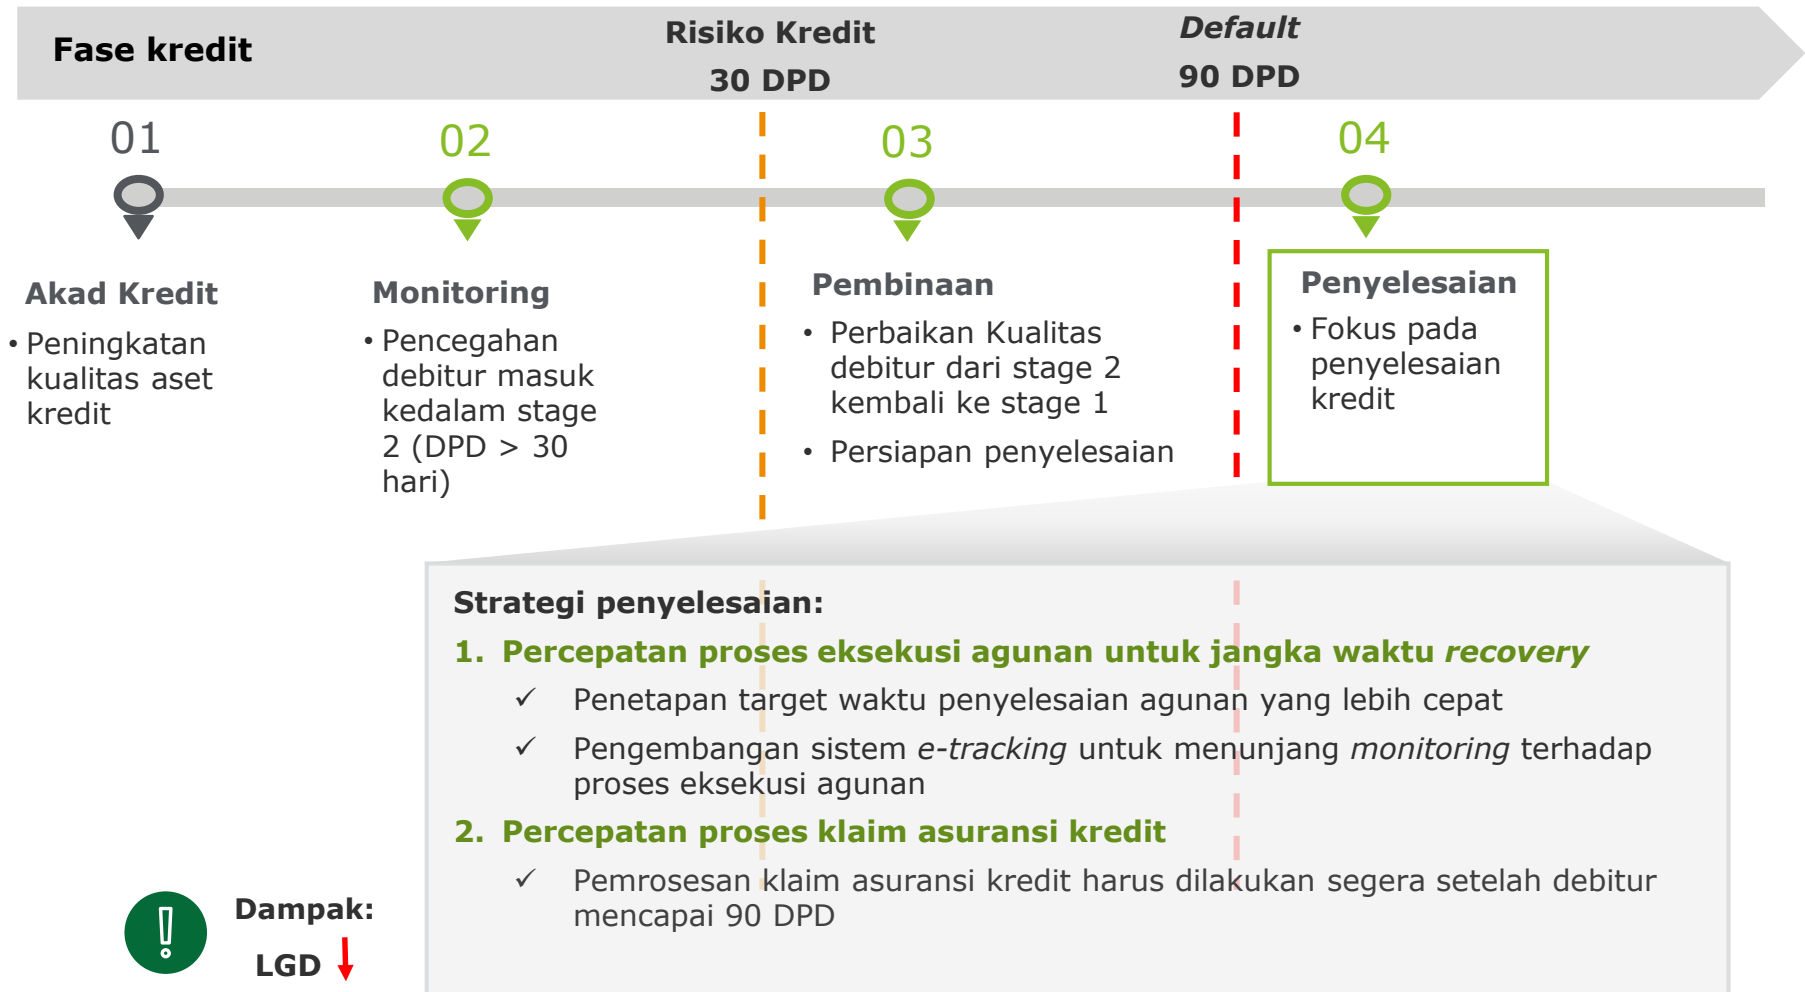 Fase kredit
Risiko Kredit
30 DPD
Default
90 DPD
01
02
03
04
Akad Kredit
• Peningkatan
kualitas aset
kredit
Monitoring
• Pencegahan
debitur masuk
kedalam stage
2 (DPD > 30
hari)
Pembinaan
• Perbaikan Kualitas
debitur dari stage 2
kembali ke stage 1
• Persiapan penyelesaian
Penyelesaian
• Fokus pada
penyelesaian
kredit
Strategi penyelesaian:
1. Percepatan proses eksekusi agunan untuk jangka waktu recovery
✓ Penetapan target waktu penyelesaian agunan yang lebih cepat
✓ Pengembangan sistem e-tracking untuk menunjang monitoring terhadap
proses eksekusi agunan
2. Percepatan proses klaim asuransi kredit
✓ Pemrosesan klaim asuransi kredit harus dilakukan segera setelah debitur
mencapai 90 DPD
Dampak:
LGD